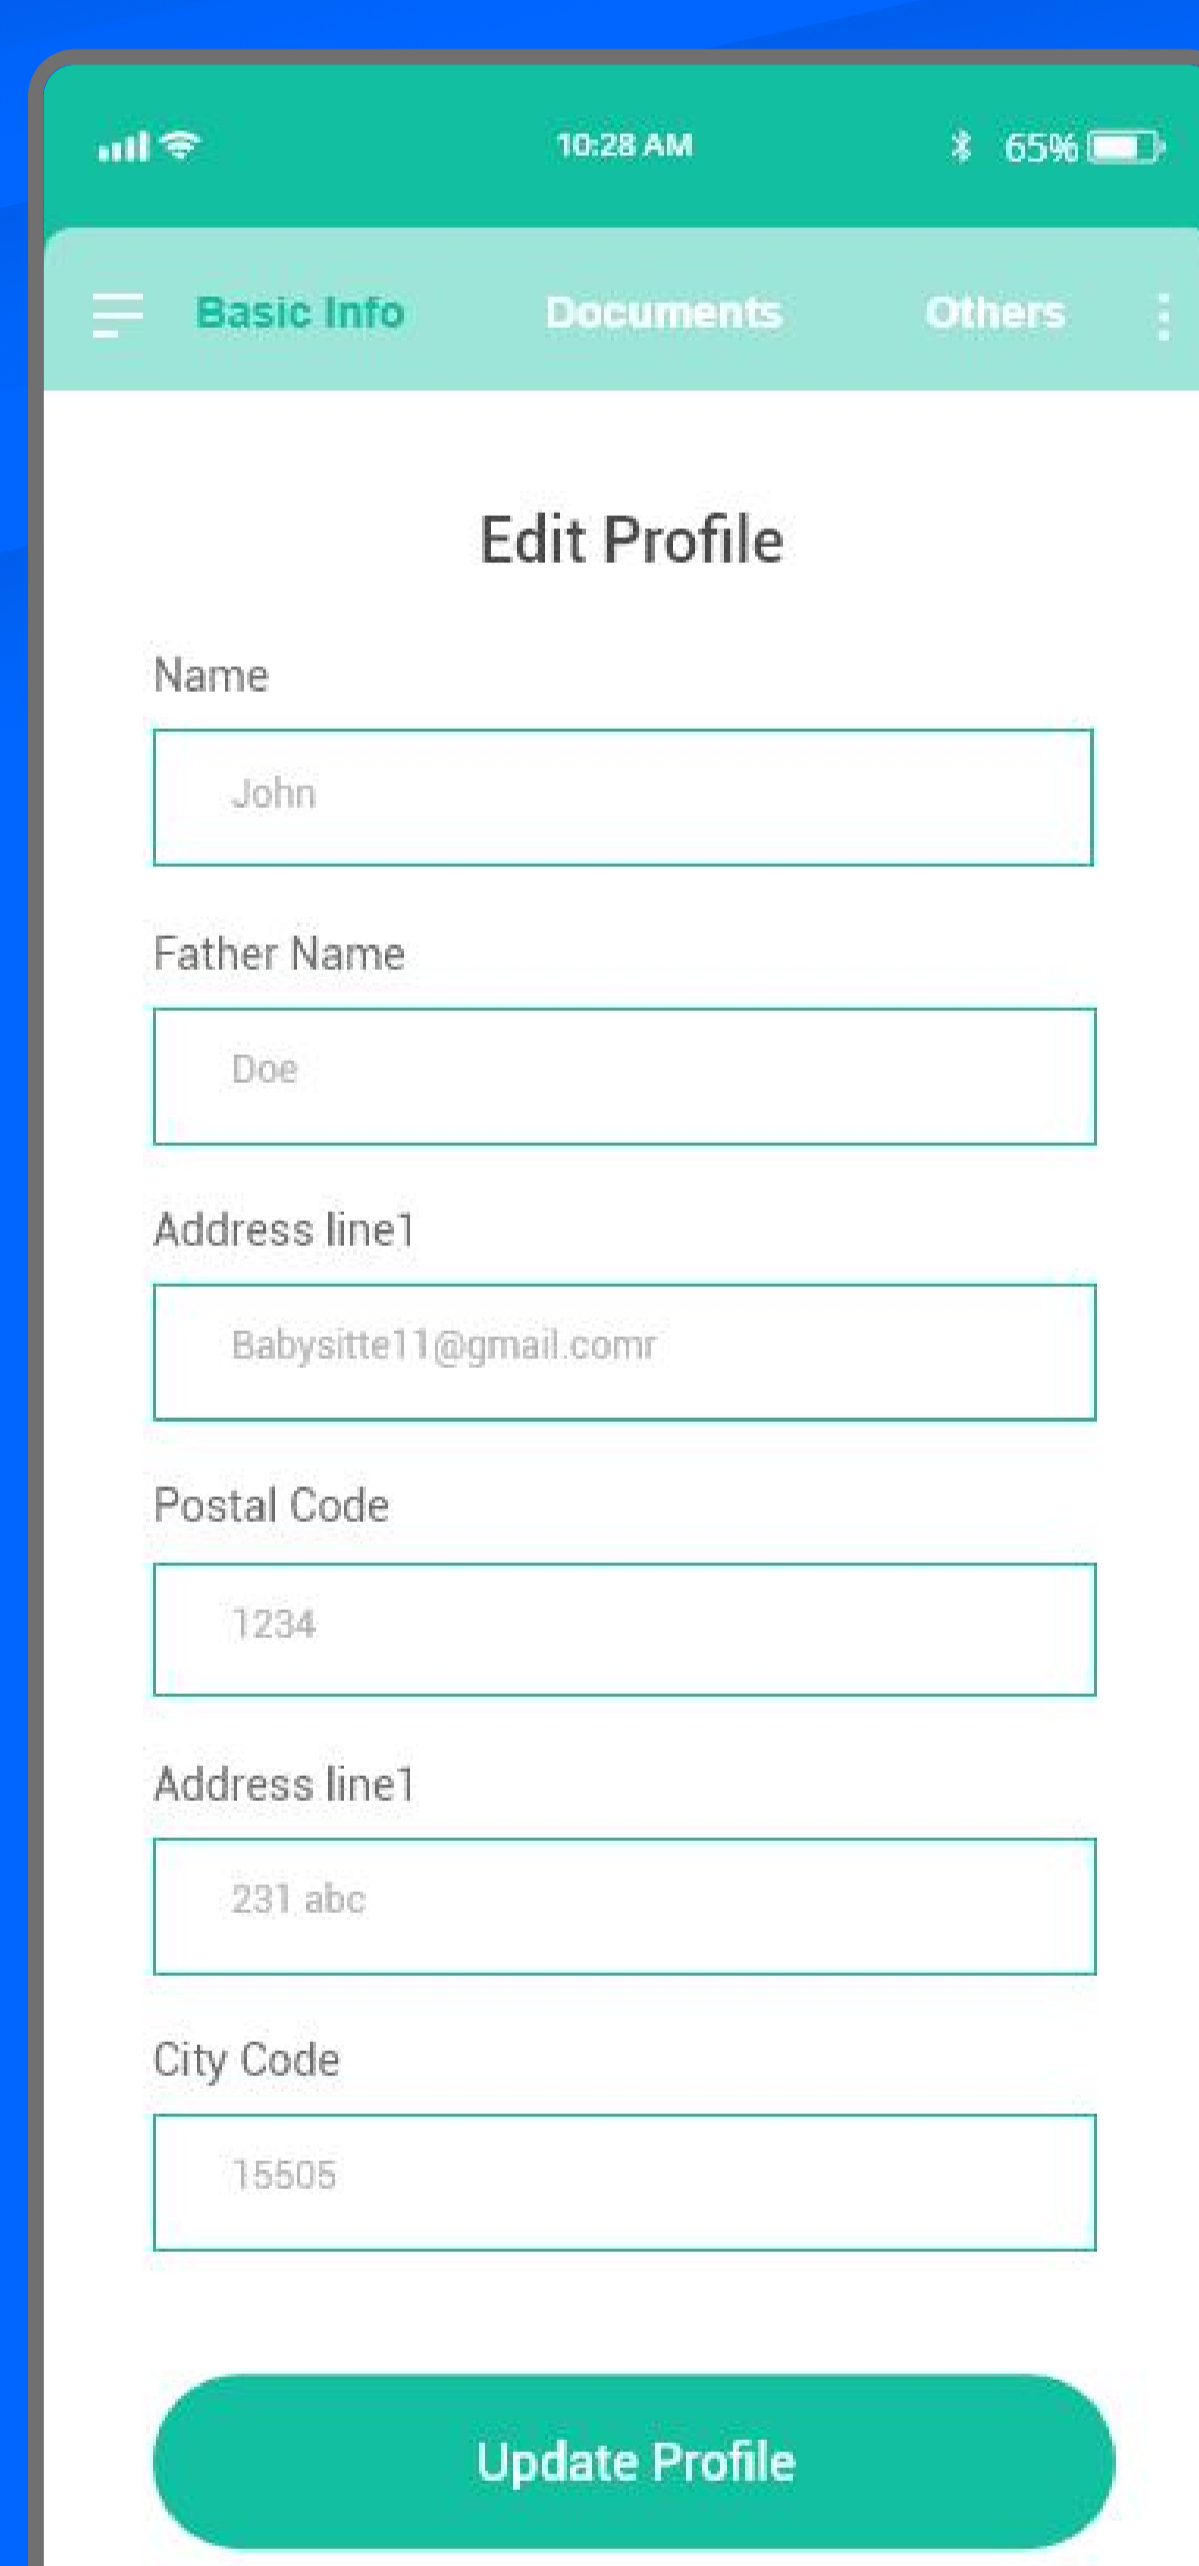 10:28 AM 65%
Basic Info Documents Others
Edit Profile
Name
John
Father Name
Doe
Address line1
Babysitte11@gmail.comr
Postal Code
1234
Address line1
231 abc
City Code
15505
Update Profile